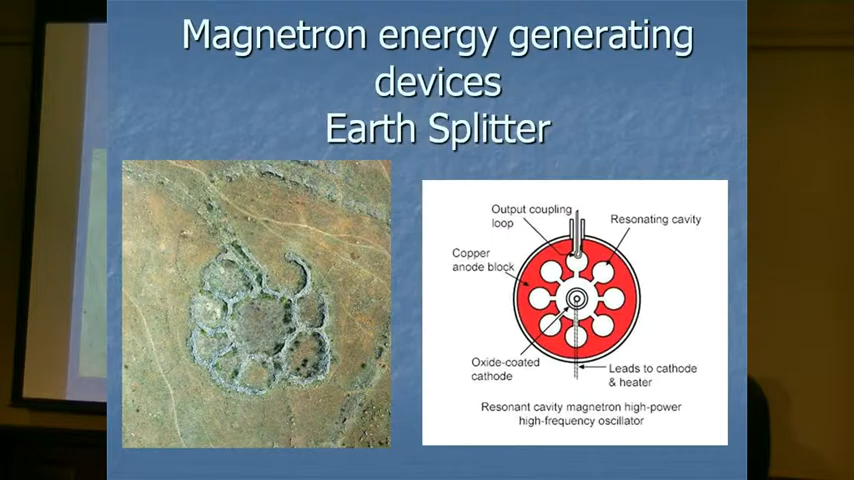 Magnetron energy generating
devices
Earth Splitter
Output coupling
loop
Resonating cavity
Copper
anode block
Oxide-coated
cathode
Leads to cathode
& heater
Resonant cavity magnetron high-power
high-frequency oscillator